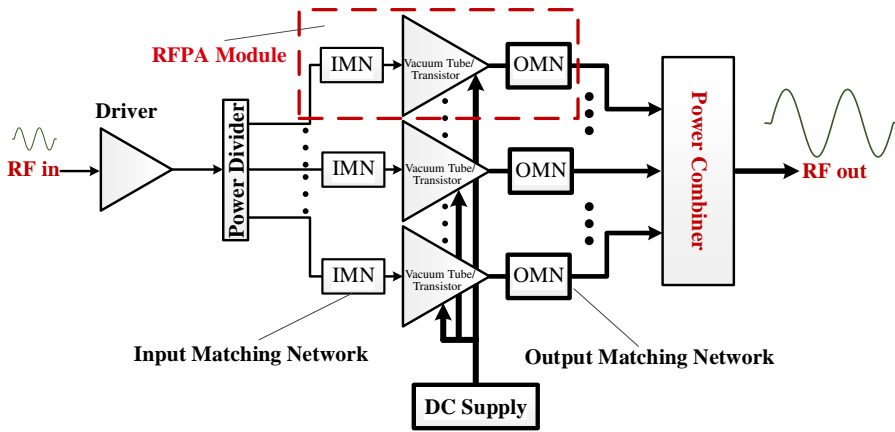 RFPA Module
IMN
Vacuum Tube/
Transistor
OMN
Driver
RF in
Power Divider
IMN
Vacuum Tube/
Transistor
OMN
Power Combiner
RF out
IMN
Vacuum Tube/
Transistor
OMN
Input Matching Network
Output Matching Network
DC Supply